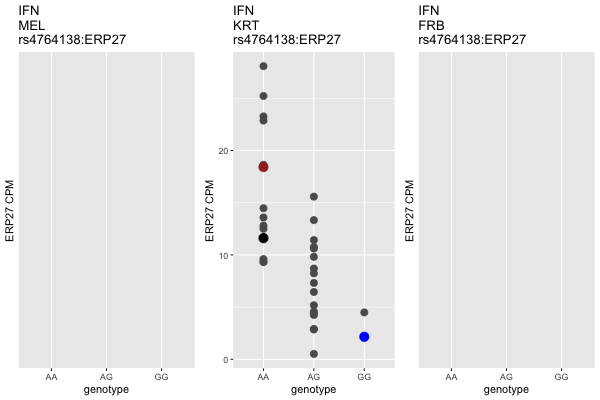 IFN
MEL
rs4764138:ERP27
ERP27 CPM
AA
AG
GG
genotype
IFN
KRT
rs4764138:ERP27
ERP27 CPM
20
10
0
AA
AG
GG
genotype
IFN
FRB
rs4764138:ERP27
ERP27 CPM
AA
AG
GG
genotype